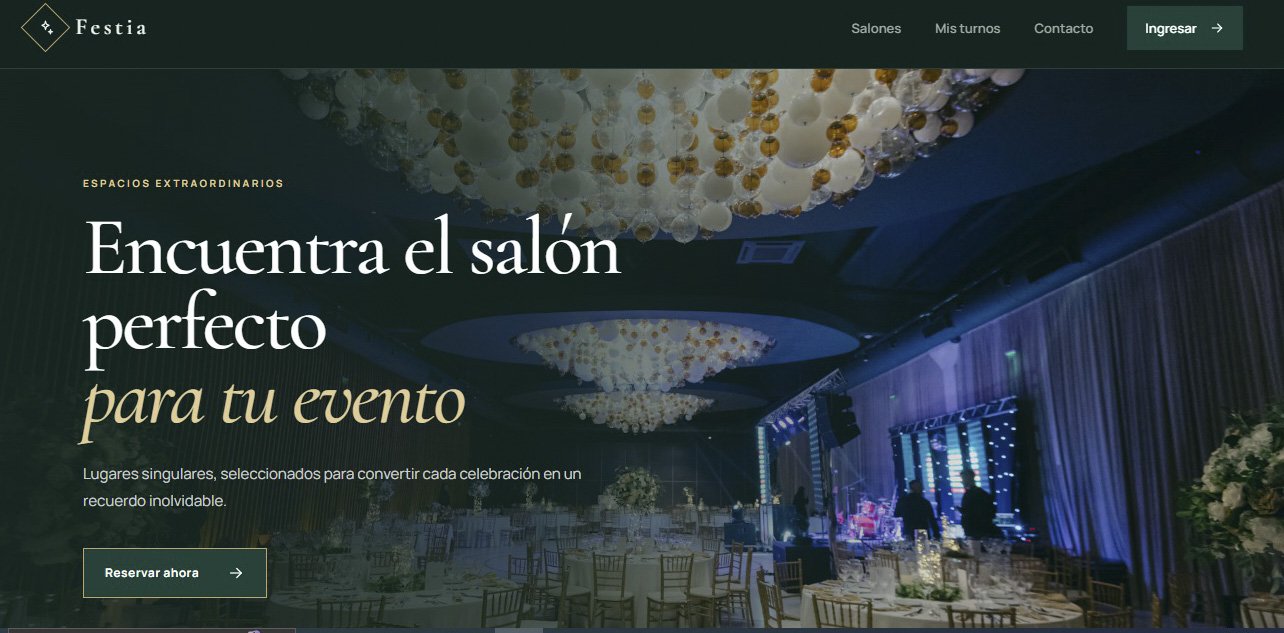 Festia
Salones
Mis turnos
Contacto
Ingresar
ESPACIOS EXTRAORDINARIOS
Encuentra el salón
perfecto
para tu evento
Lugares singulares, seleccionados para convertir cada celebración en un
recuerdo inolvidable.
Reservar ahora